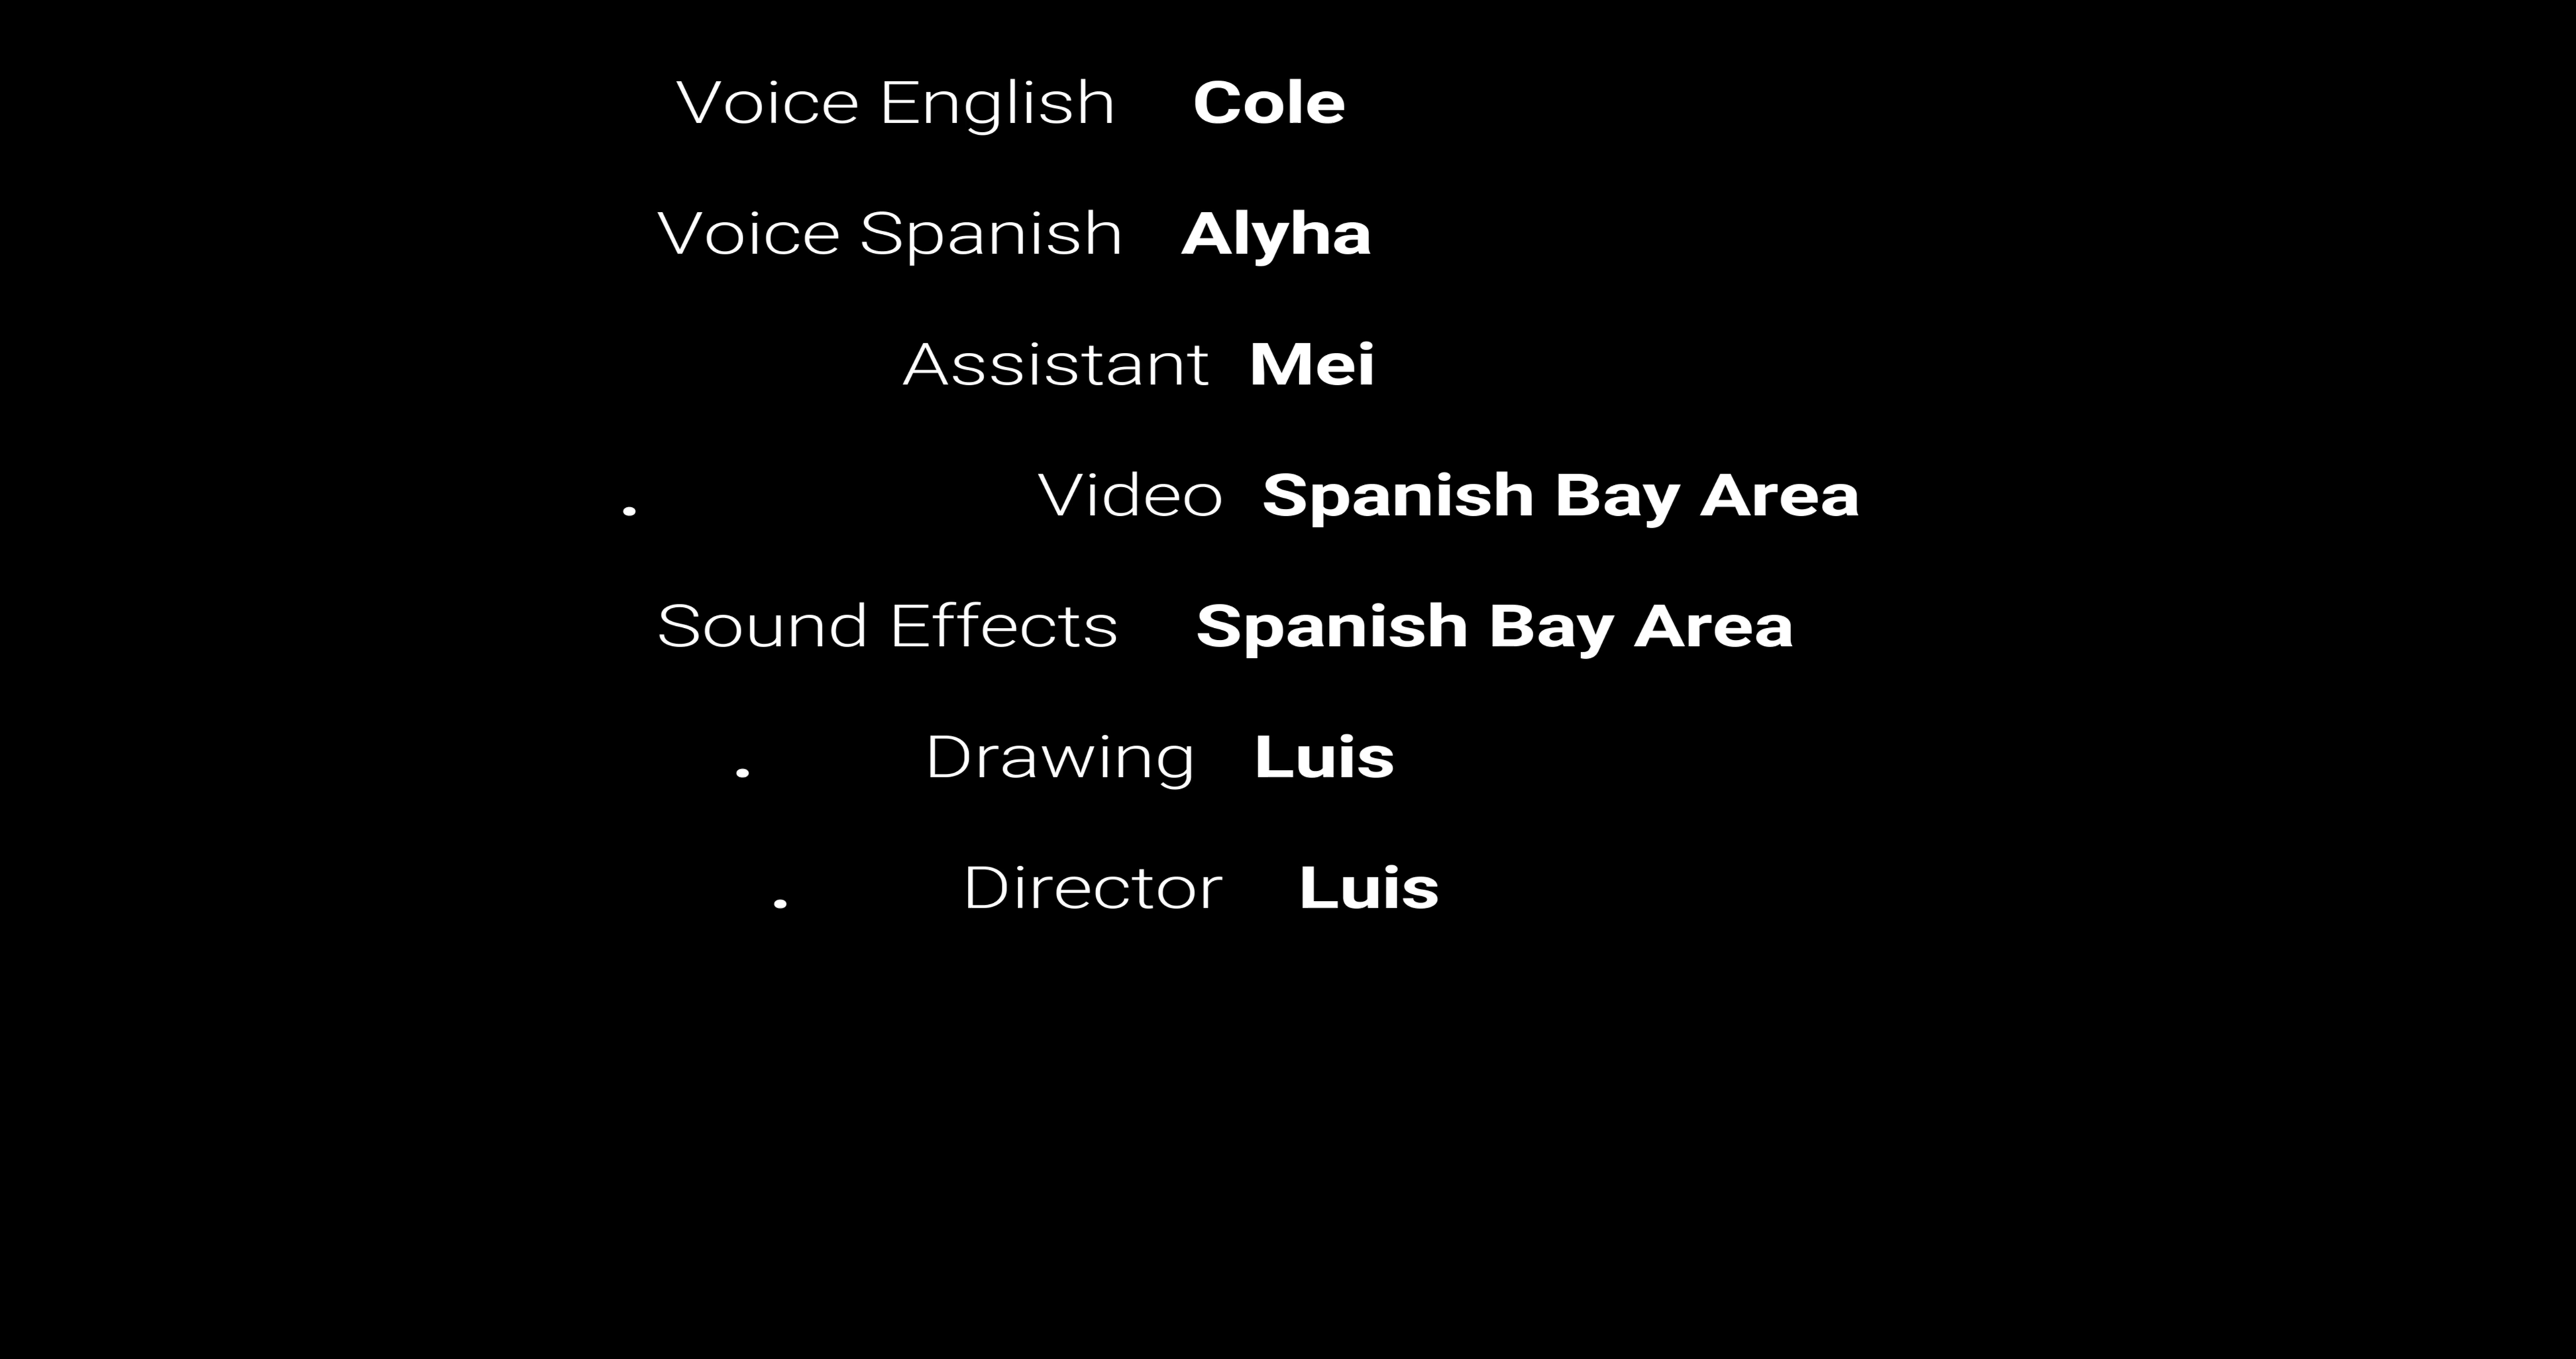 Voice English Cole
Voice Spanish Alyha
Assistant Mei
. Video Spanish Bay Area
Sound Effects Spanish Bay Area
. Drawing Luis
. Director Luis